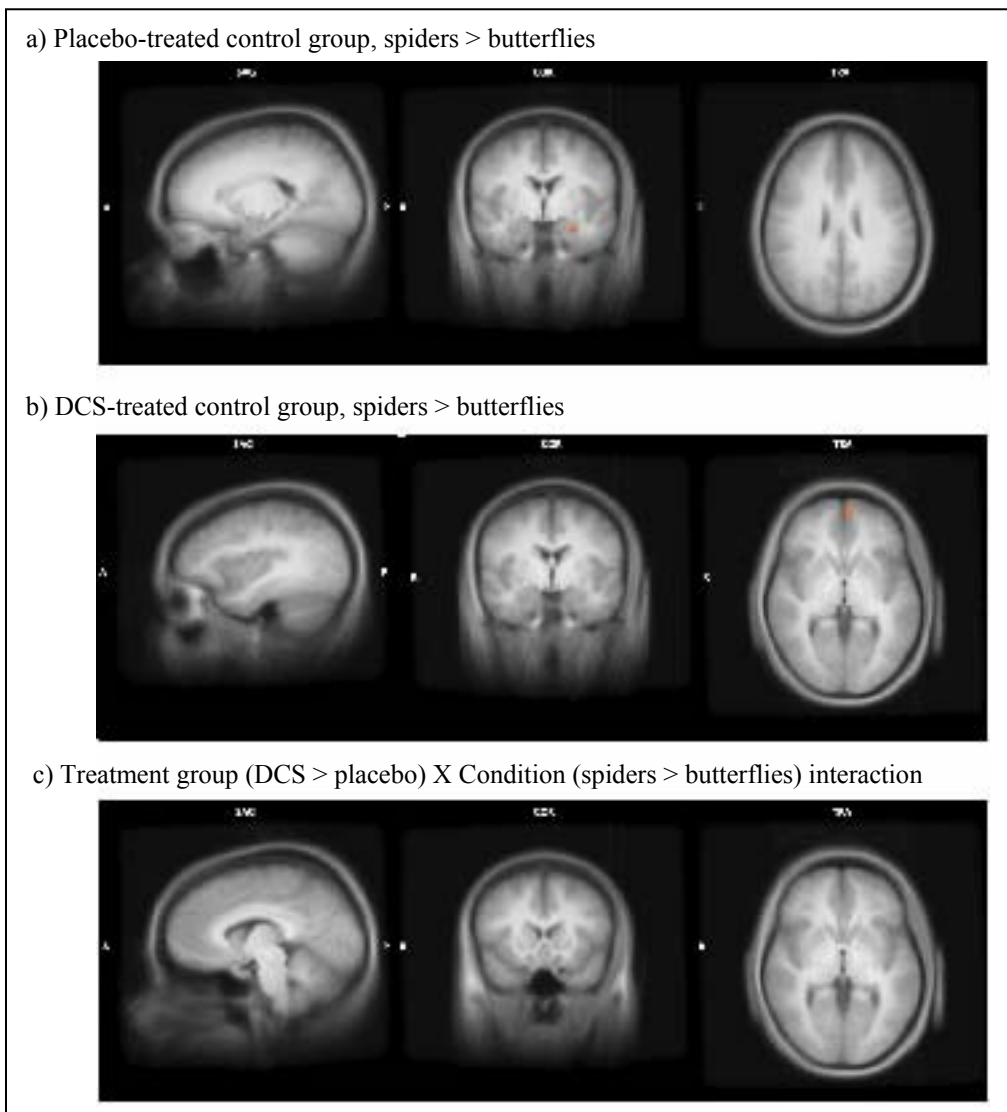 a) Placebo-treated control group, spiders > butterflies
b) DCS-treated control group, spiders > butterflies
c) Treatment group (DCS > placebo) X Condition (spiders > butterflies) interaction